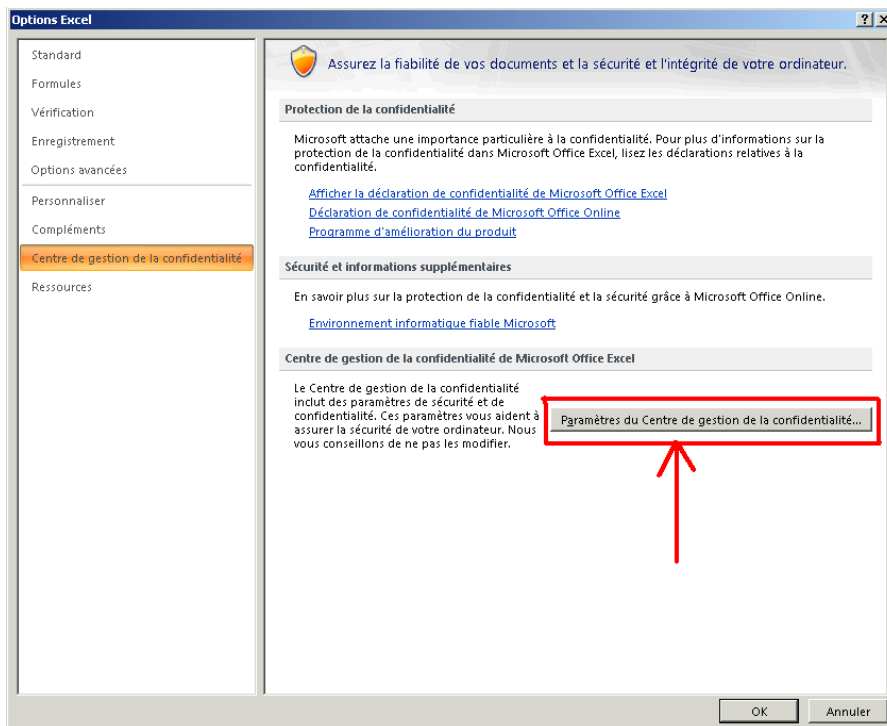 Options Excel
Standard
Formules
Vérification
Enregistrement
Options avancées
Personnaliser
Compléments
Centre de gestion de la confidentialité
Ressources
Assurez la fiabilité de vos documents et la sécurité et l'intégrité de votre ordinateur.
Protection de la confidentialité
Microsoft attache une importance particulière à la confidentialité. Pour plus d'informations sur la
protection de la confidentialité dans Microsoft Office Excel, lisez les déclarations relatives à la
confidentialité.
Afficher la déclaration de confidentialité de Microsoft Office Excel
Déclaration de confidentialité de Microsoft Office Online
Programme d'amélioration du produit
Sécurité et informations supplémentaires
En savoir plus sur la protection de la confidentialité et la sécurité grâce à Microsoft Office Online.
Environnement informatique fiable Microsoft
Centre de gestion de la confidentialité de Microsoft Office Excel
Le Centre de gestion de la confidentialité
inclut des paramètres de sécurité et de
confidentialité. Ces paramètres vous aident à
assurer la sécurité de votre ordinateur. Nous
vous conseillons de ne pas les modifier.
Paramètres du Centre de gestion de la confidentialité...
OK
Annuler